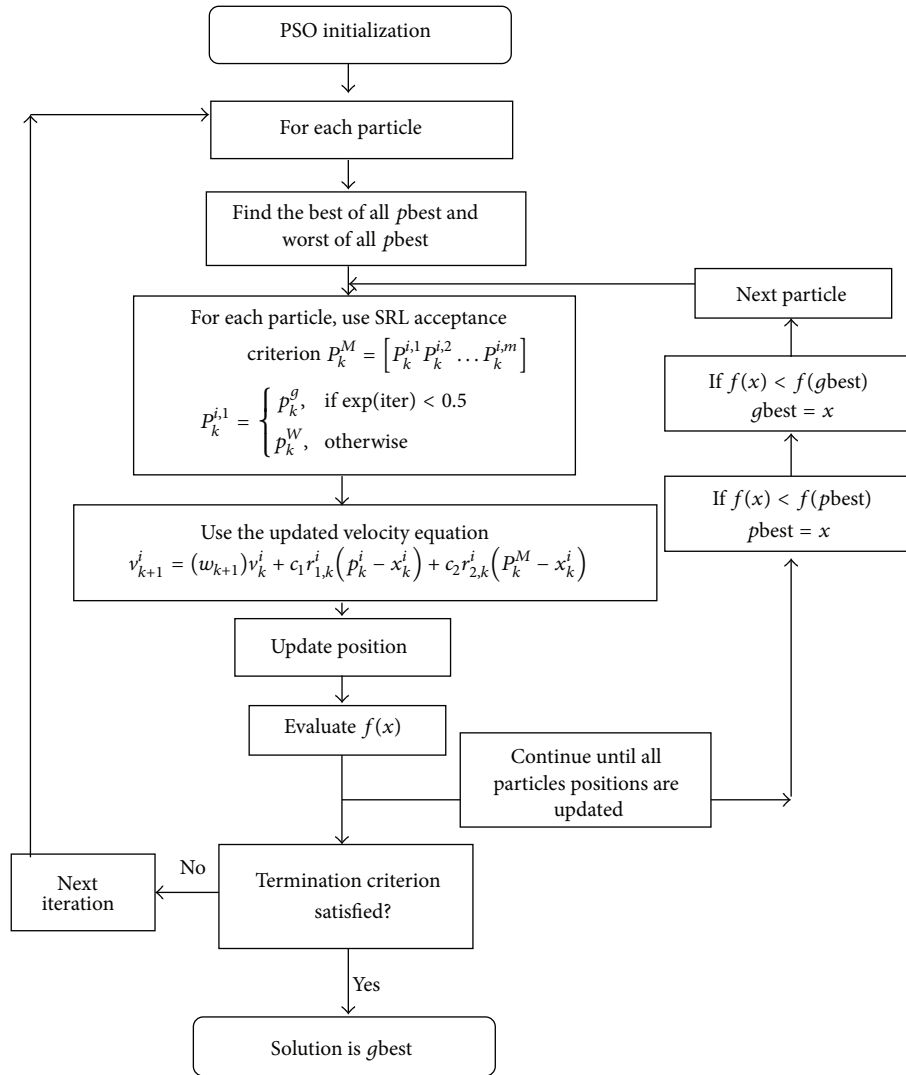 PSO initialization
For each particle
Find the best of all pbest and
worst of all pbest
For each particle, use SRL acceptance
criterion P_k^M = [P_k^{i,1} P_k^{i,2} … P_k^{i,m}]
P_k^{i,1} = { p_k^g, if exp(iter) < 0.5
p_k^W, otherwise
Use the updated velocity equation
v_{k+1}^i = (w_{k+1})v_k^i + c_1 r_{1,k}^i (p_k^i − x_k^i) + c_2 r_{2,k}^i (P_k^M − x_k^i)
Update position
Evaluate f(x)
Continue until all
particles positions are
updated
If f(x) < f(pbest)
pbest = x
If f(x) < f(gbest)
gbest = x
Next particle
Termination criterion
satisfied?
No
Next
iteration
Yes
Solution is gbest